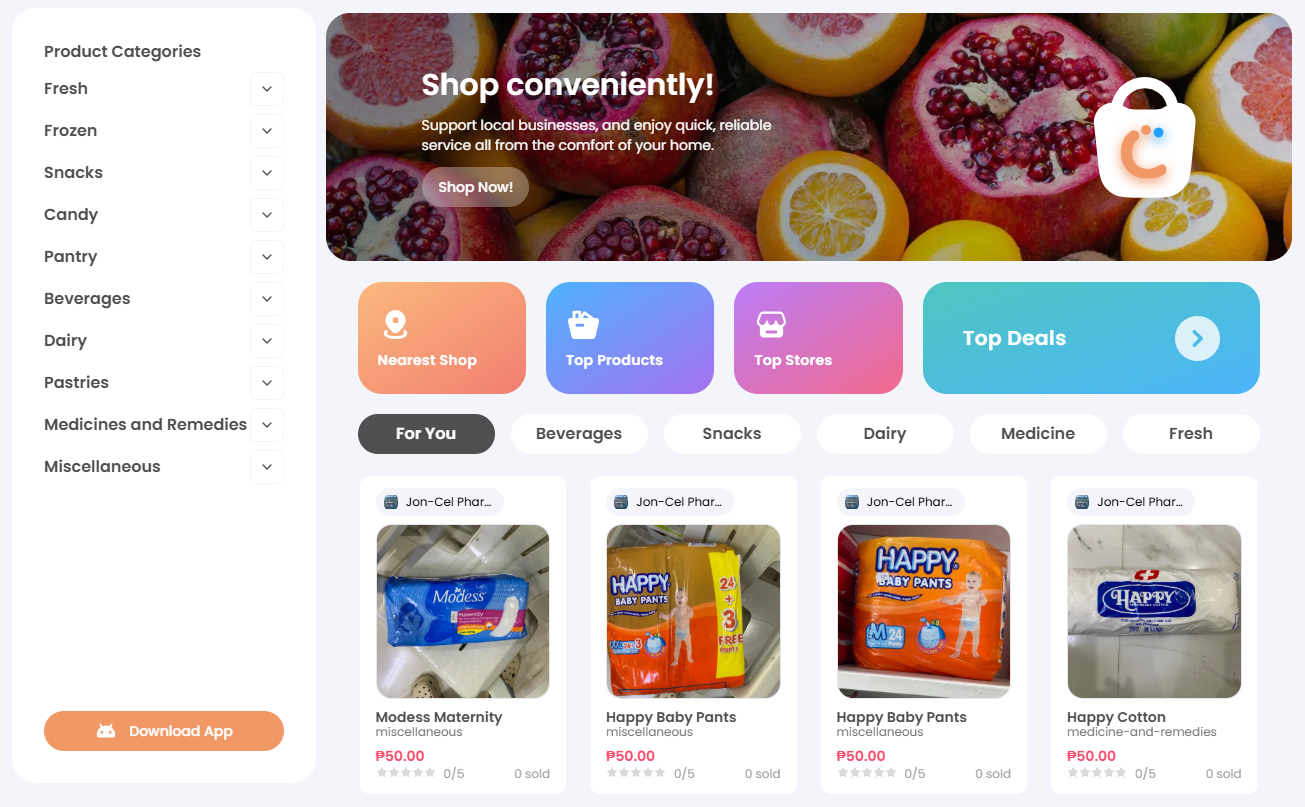 Product Categories
Fresh
Frozen
Snacks
Candy
Pantry
Beverages
Dairy
Pastries
Medicines and Remedies
Miscellaneous
Download App
Shop conveniently!
Support local businesses, and enjoy quick, reliable
service all from the comfort of your home.
Shop Now!
Nearest Shop
Top Products
Top Stores
Top Deals
For You
Beverages
Snacks
Dairy
Medicine
Fresh
Jon-Cel Phar...
Modess
Maternity
Modess Maternity
miscellaneous
₱50.00
0/5
0 sold
Jon-Cel Phar...
HAPPY
BABY PANTS
24
+
3
FREE
PANTS
Happy Baby Pants
miscellaneous
₱50.00
0/5
0 sold
Jon-Cel Phar...
HAPPY
BABY PANTS
M 24
Happy Baby Pants
miscellaneous
₱50.00
0/5
0 sold
Jon-Cel Phar...
HAPPY
Happy Cotton
medicine-and-remedies
₱50.00
0/5
0 sold